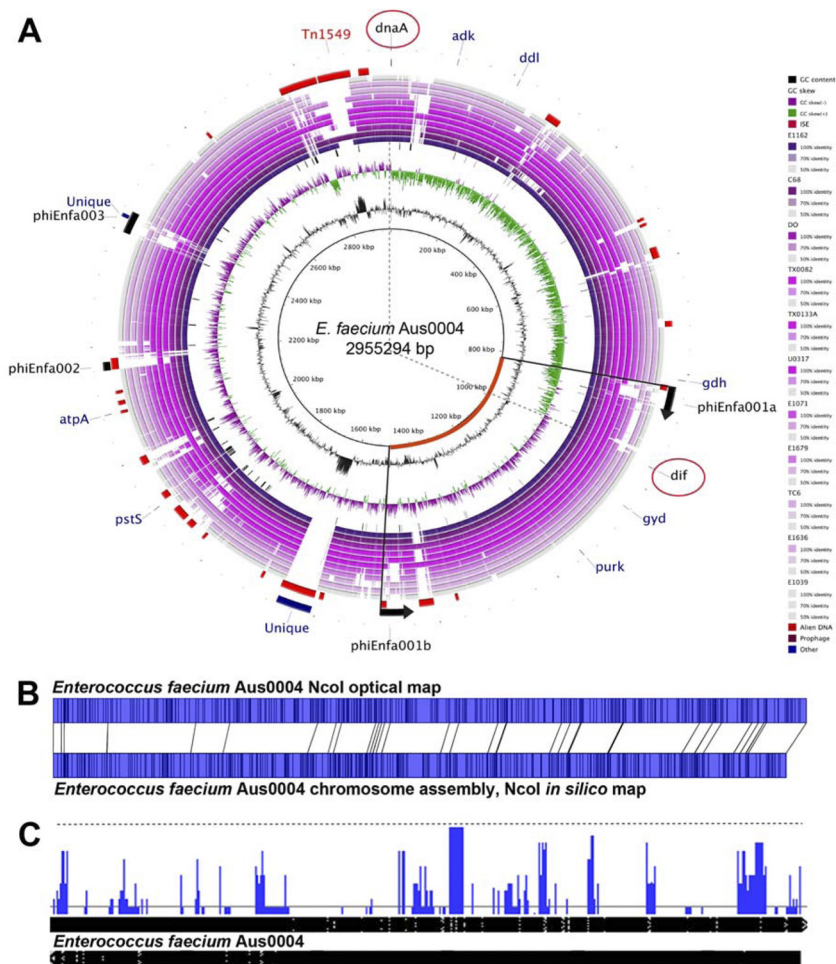 A
Tn1549
dnaA
adk
ddl
Unique
phiEnfa003
phiEnfa002
atpA
pstS
Unique
phiEnfa001b
purk
gyd
dif
phiEnfa001a
gdh
200 kbp
400 kbp
600 kbp
800 kbp
1000 kbp
1200 kbp
1400 kbp
1600 kbp
1800 kbp
2000 kbp
2200 kbp
2400 kbp
2600 kbp
2800 kbp
E. faecium Aus0004
2955294 bp
GC content
GC skew
GC skew(-)
GC skew(+)
ISE
E1162
100% identity
70% identity
50% identity
C68
100% identity
70% identity
50% identity
DO
100% identity
70% identity
50% identity
TX0082
100% identity
70% identity
50% identity
TX0133A
100% identity
70% identity
50% identity
U0317
100% identity
70% identity
50% identity
E1071
100% identity
70% identity
50% identity
E1679
100% identity
70% identity
50% identity
TC6
100% identity
70% identity
50% identity
E1636
100% identity
70% identity
50% identity
E1039
100% identity
70% identity
50% identity
Alien DNA
Prophage
Other
B
Enterococcus faecium Aus0004 NcoI optical map
Enterococcus faecium Aus0004 chromosome assembly, NcoI in silico map
C
Enterococcus faecium Aus0004